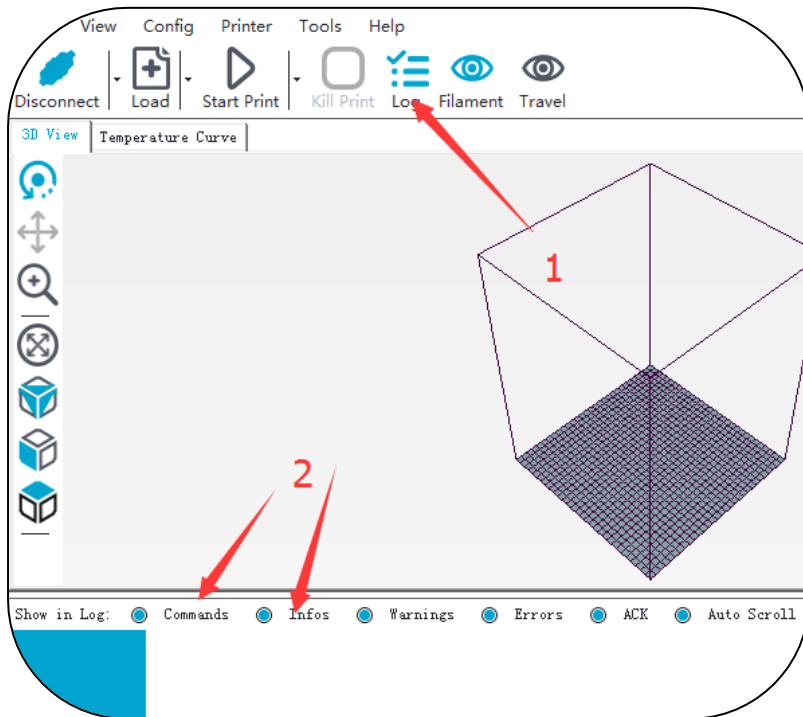 View Config Printer Tools Help
Disconnect Load Start Print Kill Print Log Filament Travel
3D View Temperature Curve
1
2
Show in Log: Commands Infos Warnings Errors ACK Auto Scroll